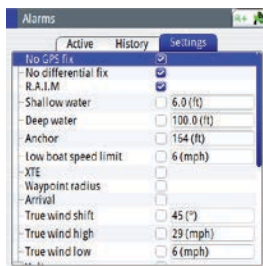 Alarms
Active History Settings
No GPS fix
No differential fix
R.A.I.M
Shallow water 6.0 (ft)
Deep water 100.0 (ft)
Anchor 164 (ft)
Low boat speed limit 6 (mph)
XTE
Waypoint radius
Arrival
True wind shift 45 (°)
True wind high 29 (mph)
True wind low 6 (mph)